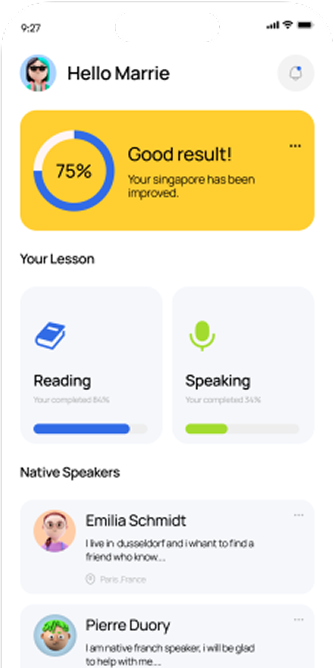 9:27
Hello Marrie
75%
Good result!
Your singapore has been
improved.
Your Lesson
Reading
Your completed 84%
Speaking
Your completed 34%
Native Speakers
Emilia Schmidt
I live in dusseldorf and i whant to find a
friend who know....
Paris ,France
Pierre Duory
I am native franch speaker, i will be glad
to help with me....